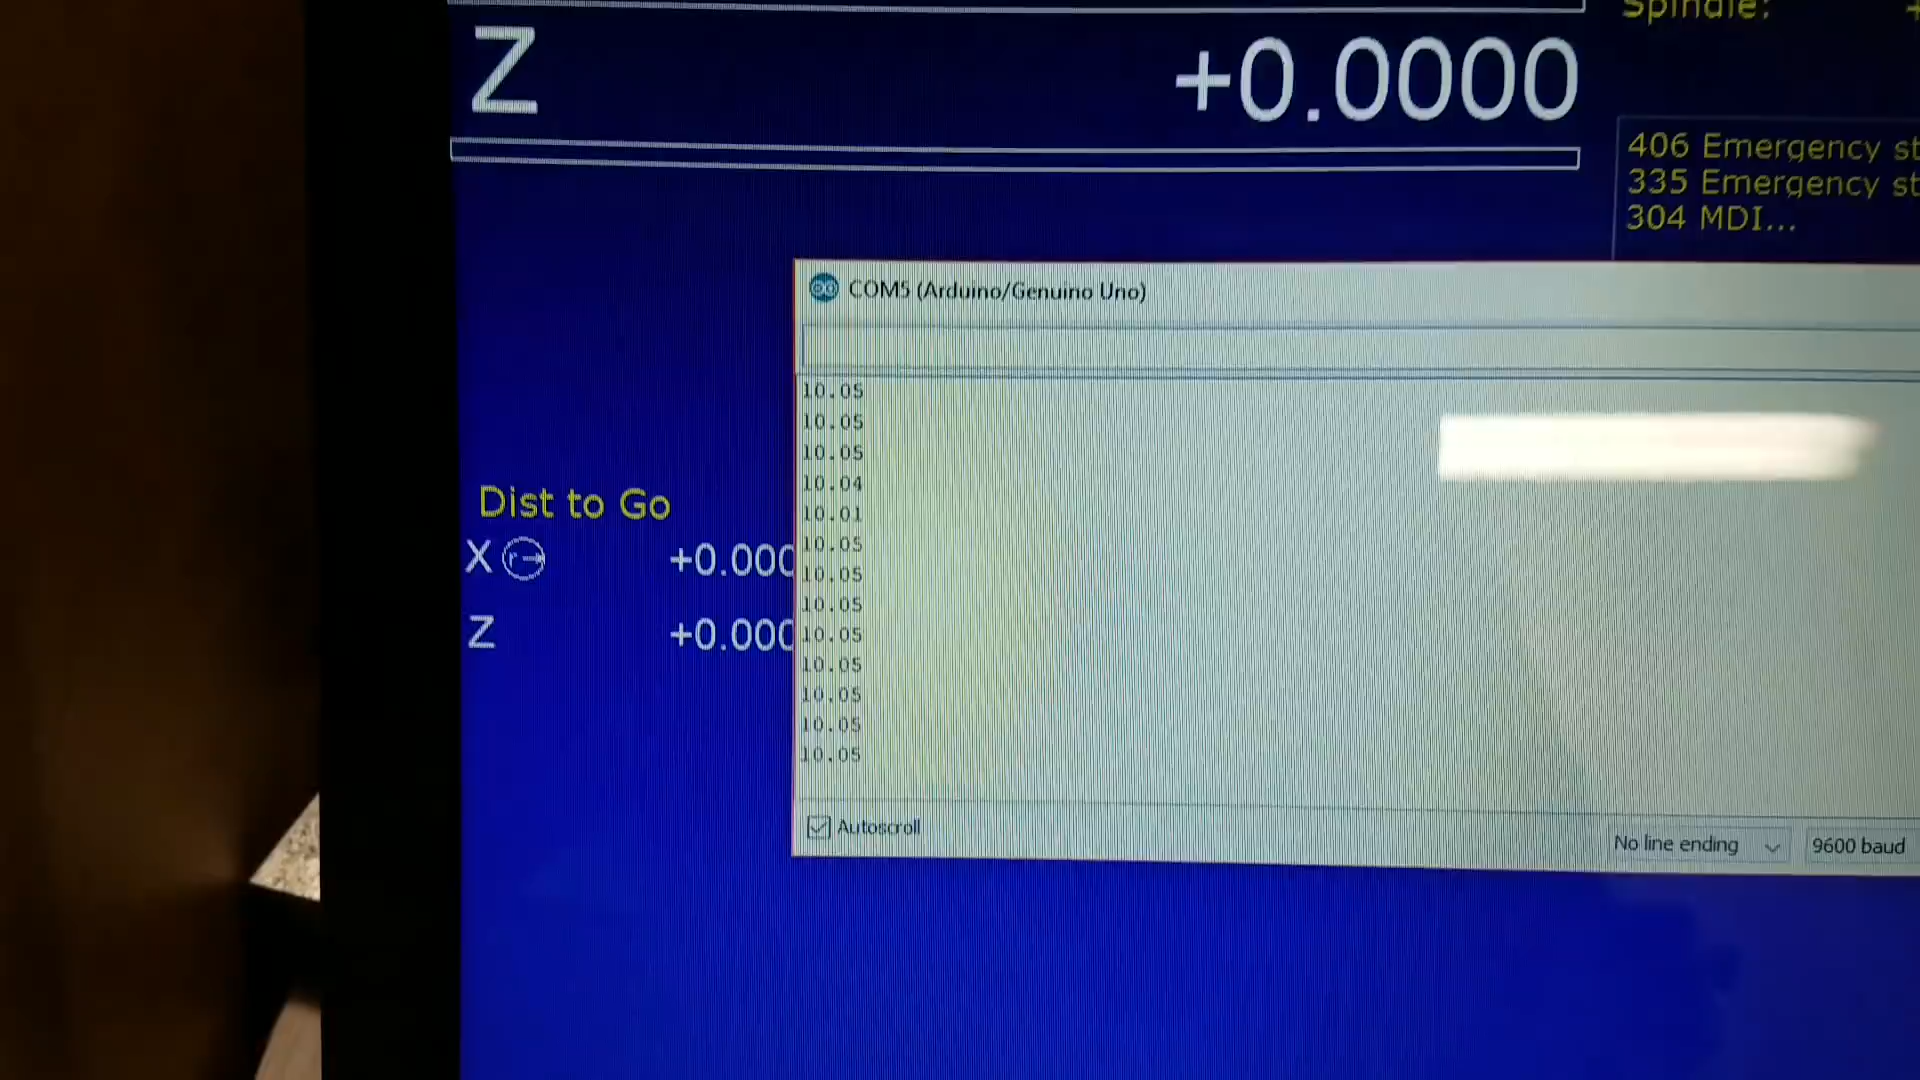 Spindle:
Z +0.0000
406 Emergency st
335 Emergency st
304 MDI...
COM5 (Arduino/Genuino Uno)
10.05
10.05
10.05
10.04
10.01
10.05
10.05
10.05
10.05
10.05
10.05
10.05
10.05
Dist to Go
X r +0.000
Z +0.000
Autoscroll
No line ending
9600 baud